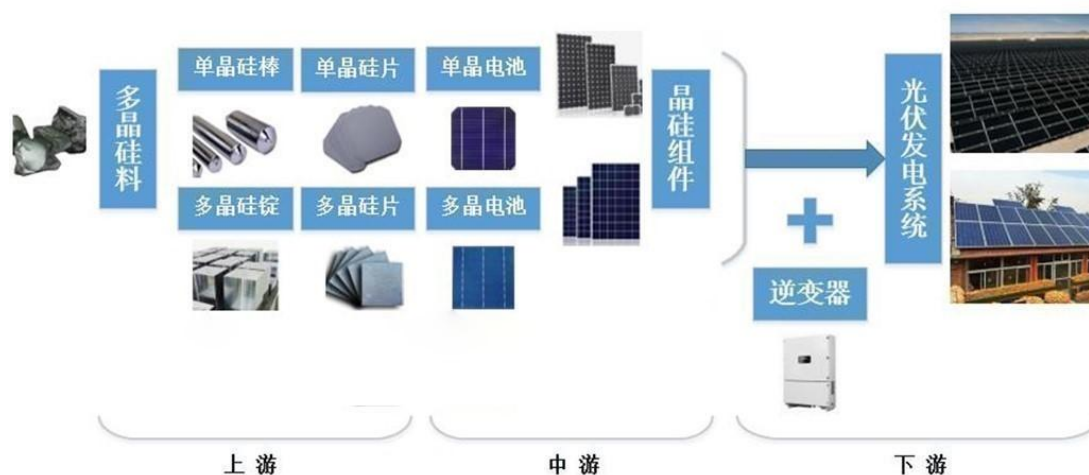 多晶硅料
单晶硅棒
单晶硅片
单晶电池
多晶硅锭
多晶硅片
多晶电池
晶硅组件
逆变器
光伏发电系统
上 游
中 游
下 游